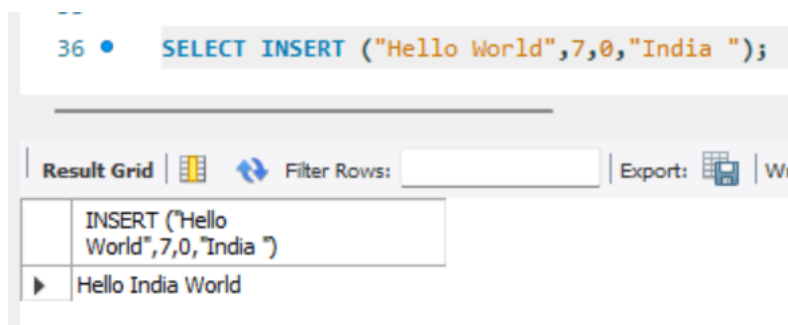 36 SELECT INSERT ("Hello World",7,0,"India ");
Result Grid Filter Rows: Export:
INSERT ("Hello
World",7,0,"India ")
Hello India World